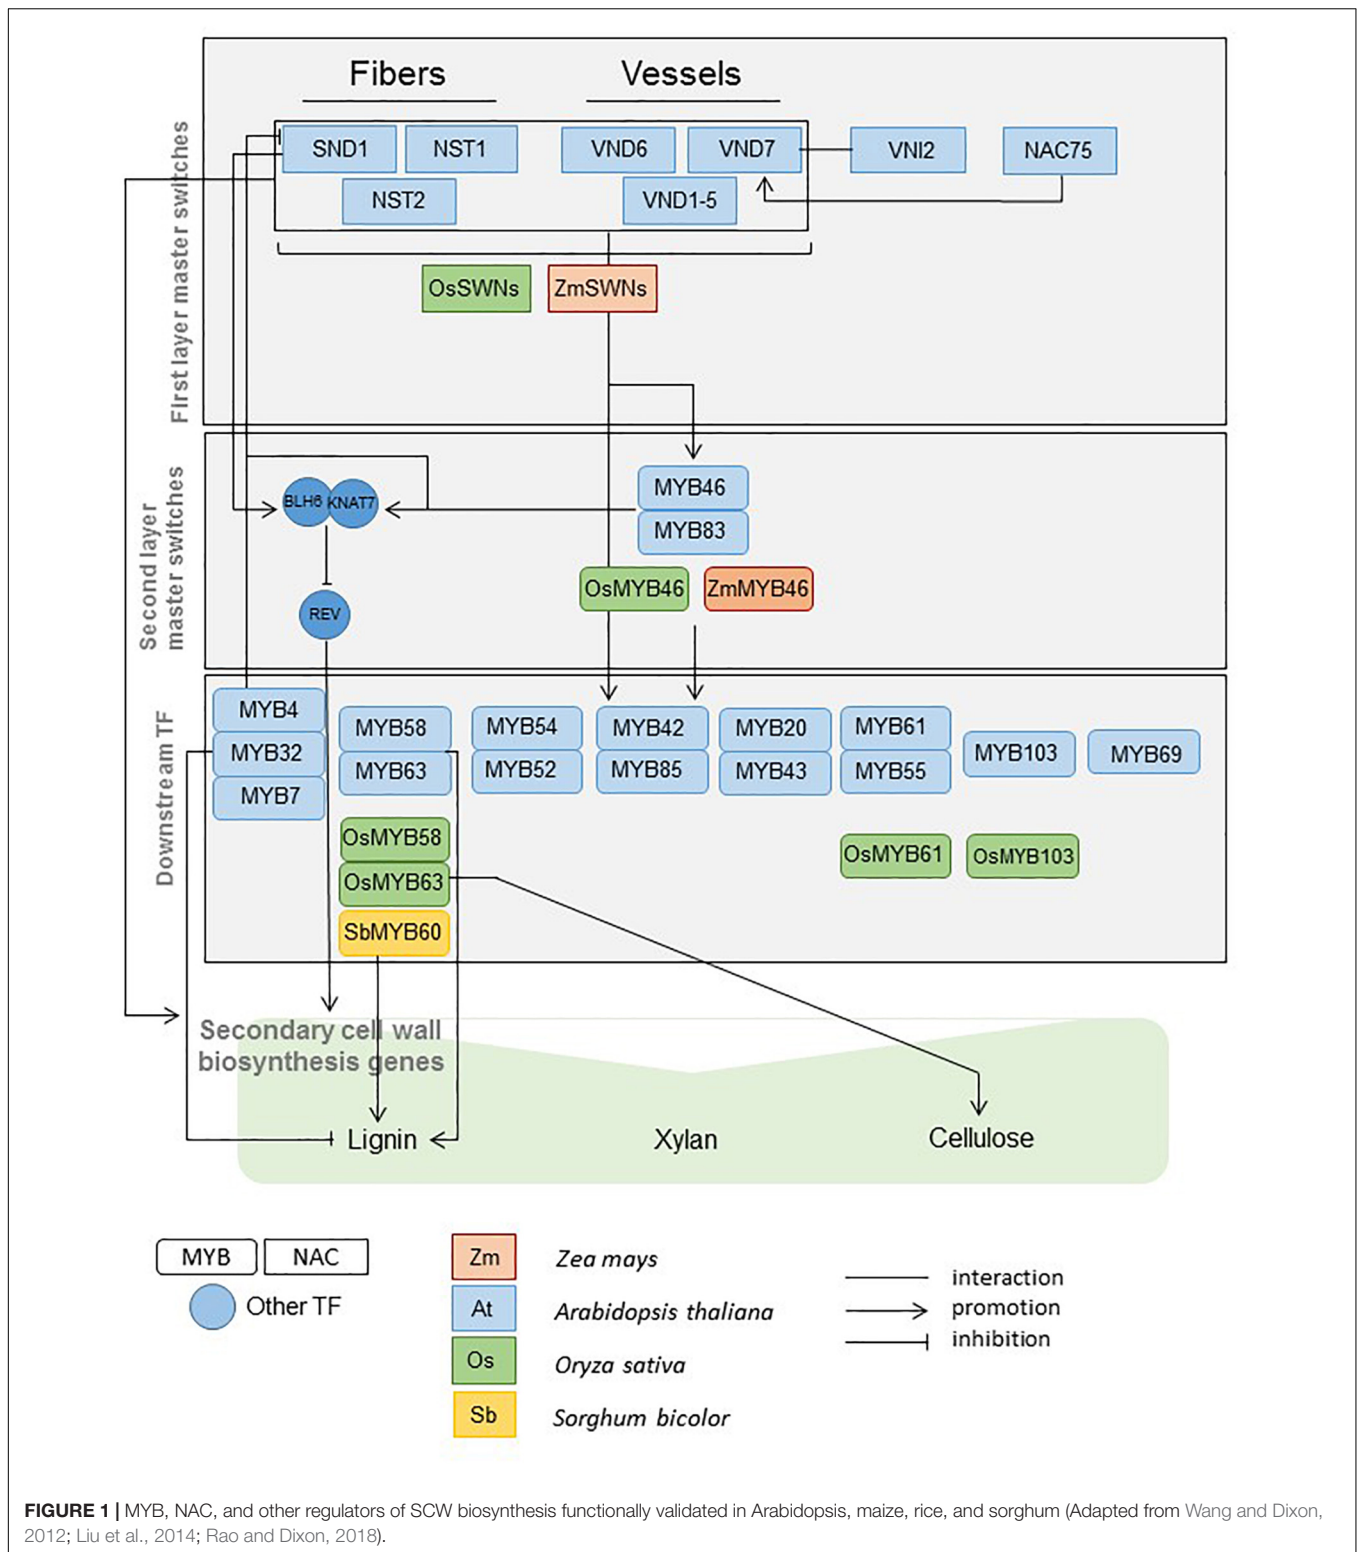 Fibers
Vessels
First layer master switches
SND1
NST1
VND6
VND7
VNI2
NAC75
NST2
VND1-5
OsSWNs
ZmSWNs
Second layer
master switches
BLH6
KNAT7
MYB46
MYB83
OsMYB46
ZmMYB46
REV
Downstream TF
MYB4
MYB32
MYB7
MYB58
MYB63
MYB54
MYB52
MYB42
MYB85
MYB20
MYB43
MYB61
MYB55
MYB103
MYB69
OsMYB58
OsMYB63
SbMYB60
OsMYB61
OsMYB103
Secondary cell wall
biosynthesis genes
Lignin
Xylan
Cellulose
MYB
NAC
Other TF
Zm
Zea mays
At
Arabidopsis thaliana
Os
Oryza sativa
Sb
Sorghum bicolor
interaction
promotion
inhibition
FIGURE 1 | MYB, NAC, and other regulators of SCW biosynthesis functionally validated in Arabidopsis, maize, rice, and sorghum (Adapted from Wang and Dixon,
2012; Liu et al., 2014; Rao and Dixon, 2018).